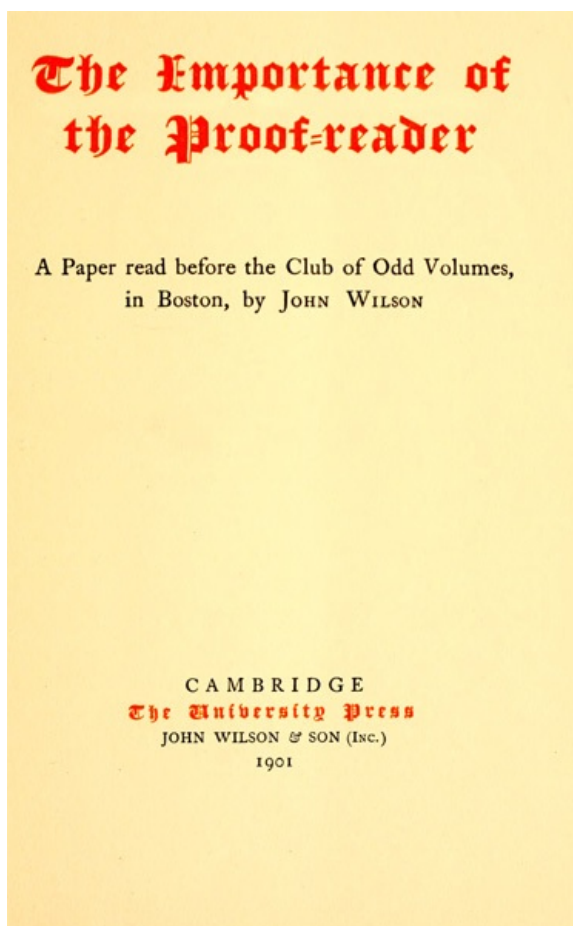 The Importance of
the Proof-reader
A Paper read before the Club of Odd Volumes,
in Boston, by JOHN WILSON
CAMBRIDGE
The University Press
JOHN WILSON & SON (INC.)
1901